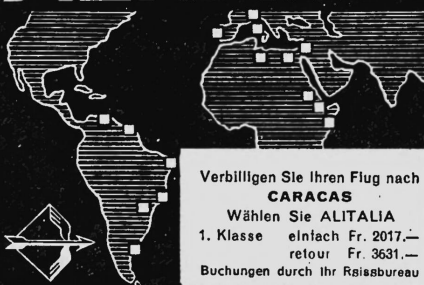 Verbilligen Sie Ihren Flug nach
CARACAS
Wählen Sie ALITALIA
1. Klasse einfach Fr. 2017.—
retour Fr. 3631.—
Buchungen durch Ihr Reisebureau